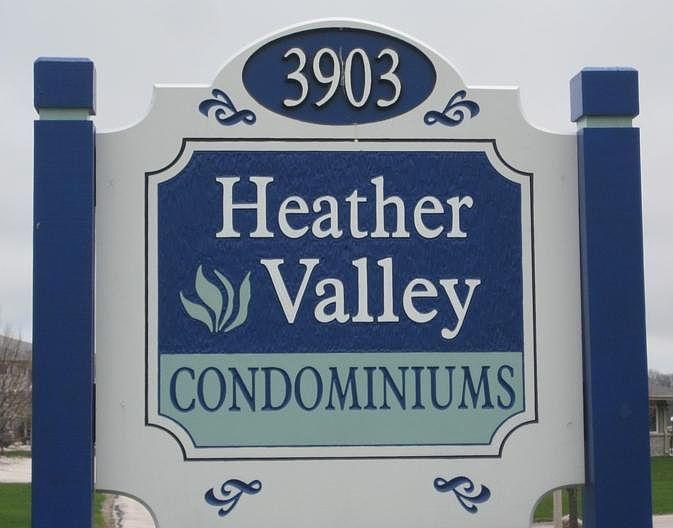 3903
Heather
Valley
CONDOMINIUMS